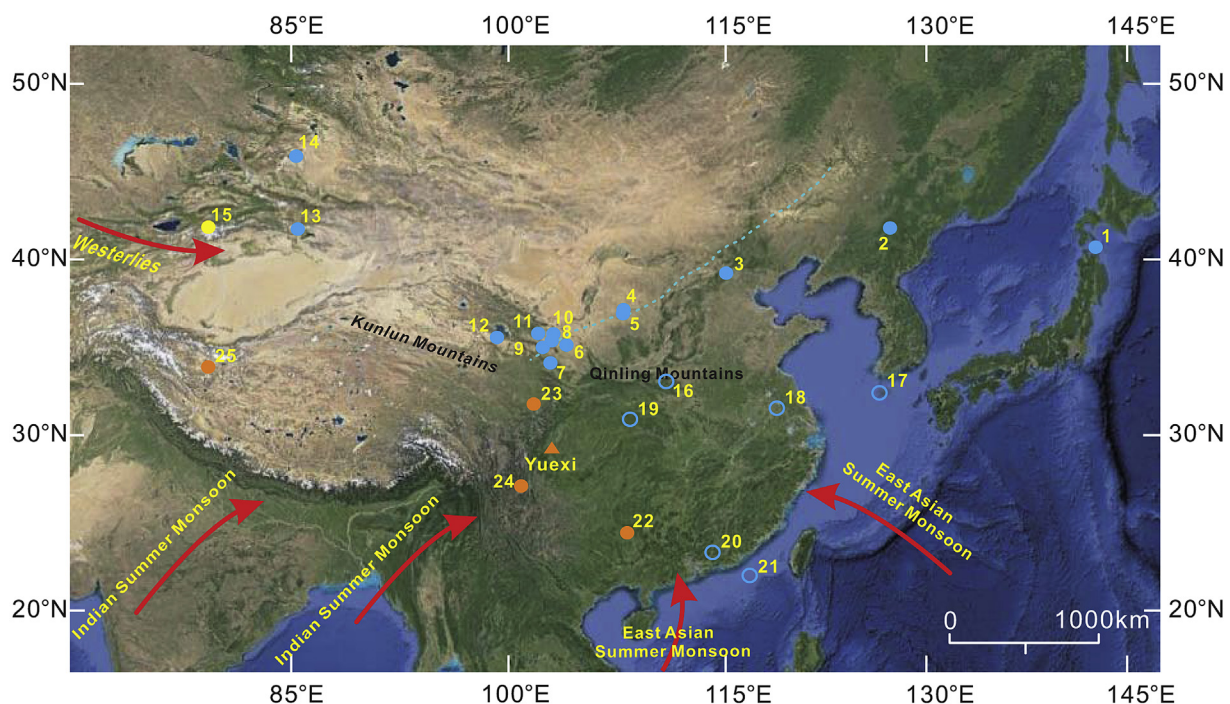 85°E 100°E 115°E 130°E 145°E
50°N 50°N
14
15 13
Westerlies
40°N 40°N
1
2
3
4
5
12 11 10
8
9 6
7
Kunlun Mountains
Qinling Mountains
25
16
17
18
19
23
30°N 30°N
Yuexi
24
22
20
21
Indian Summer Monsoon
Indian Summer Monsoon
East Asian
Summer Monsoon
20°N 20°N
East Asian
Summer Monsoon
0 1000km
85°E 100°E 115°E 130°E 145°E